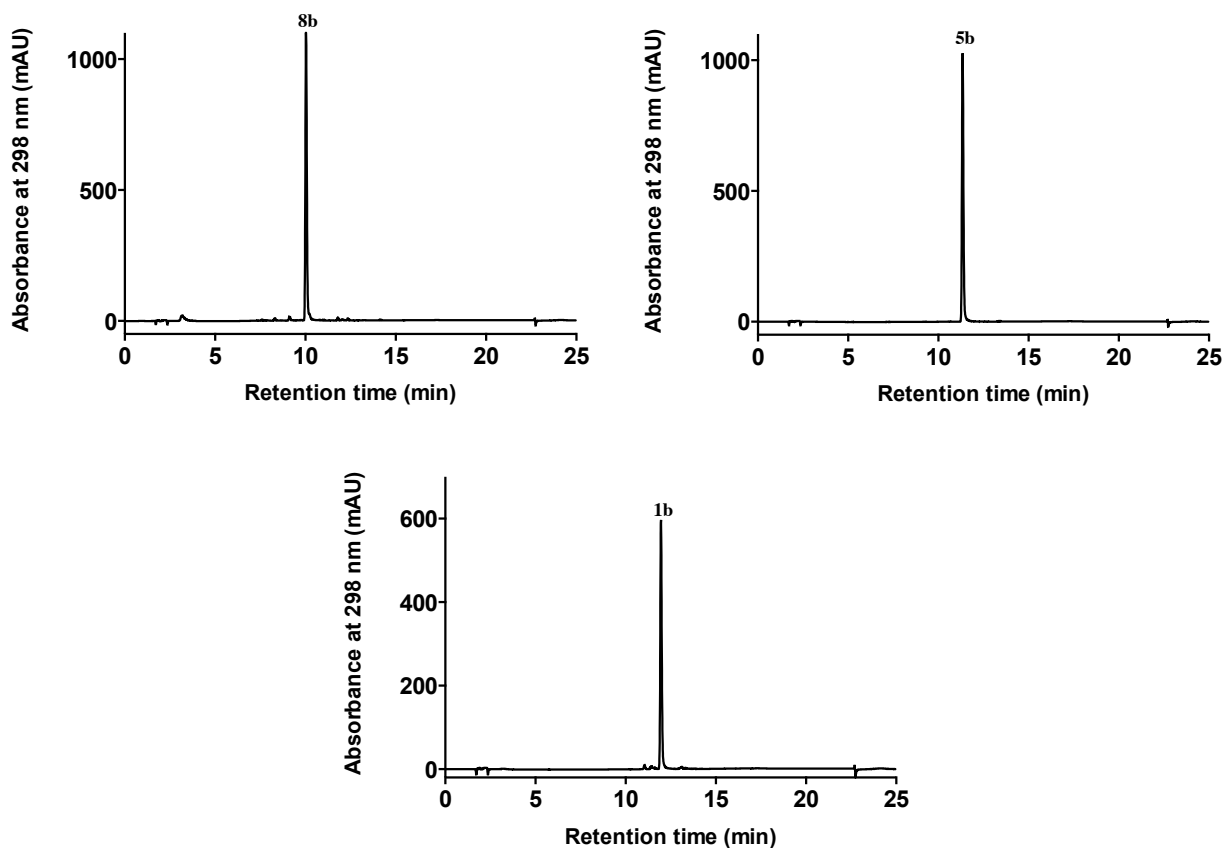 8b
Absorbance at 298 nm (mAU)
1000
500
0
0 5 10 15 20 25
Retention time (min)
5b
Absorbance at 298 nm (mAU)
1000
500
0
0 5 10 15 20 25
Retention time (min)
1b
Absorbance at 298 nm (mAU)
600
400
200
0
0 5 10 15 20 25
Retention time (min)